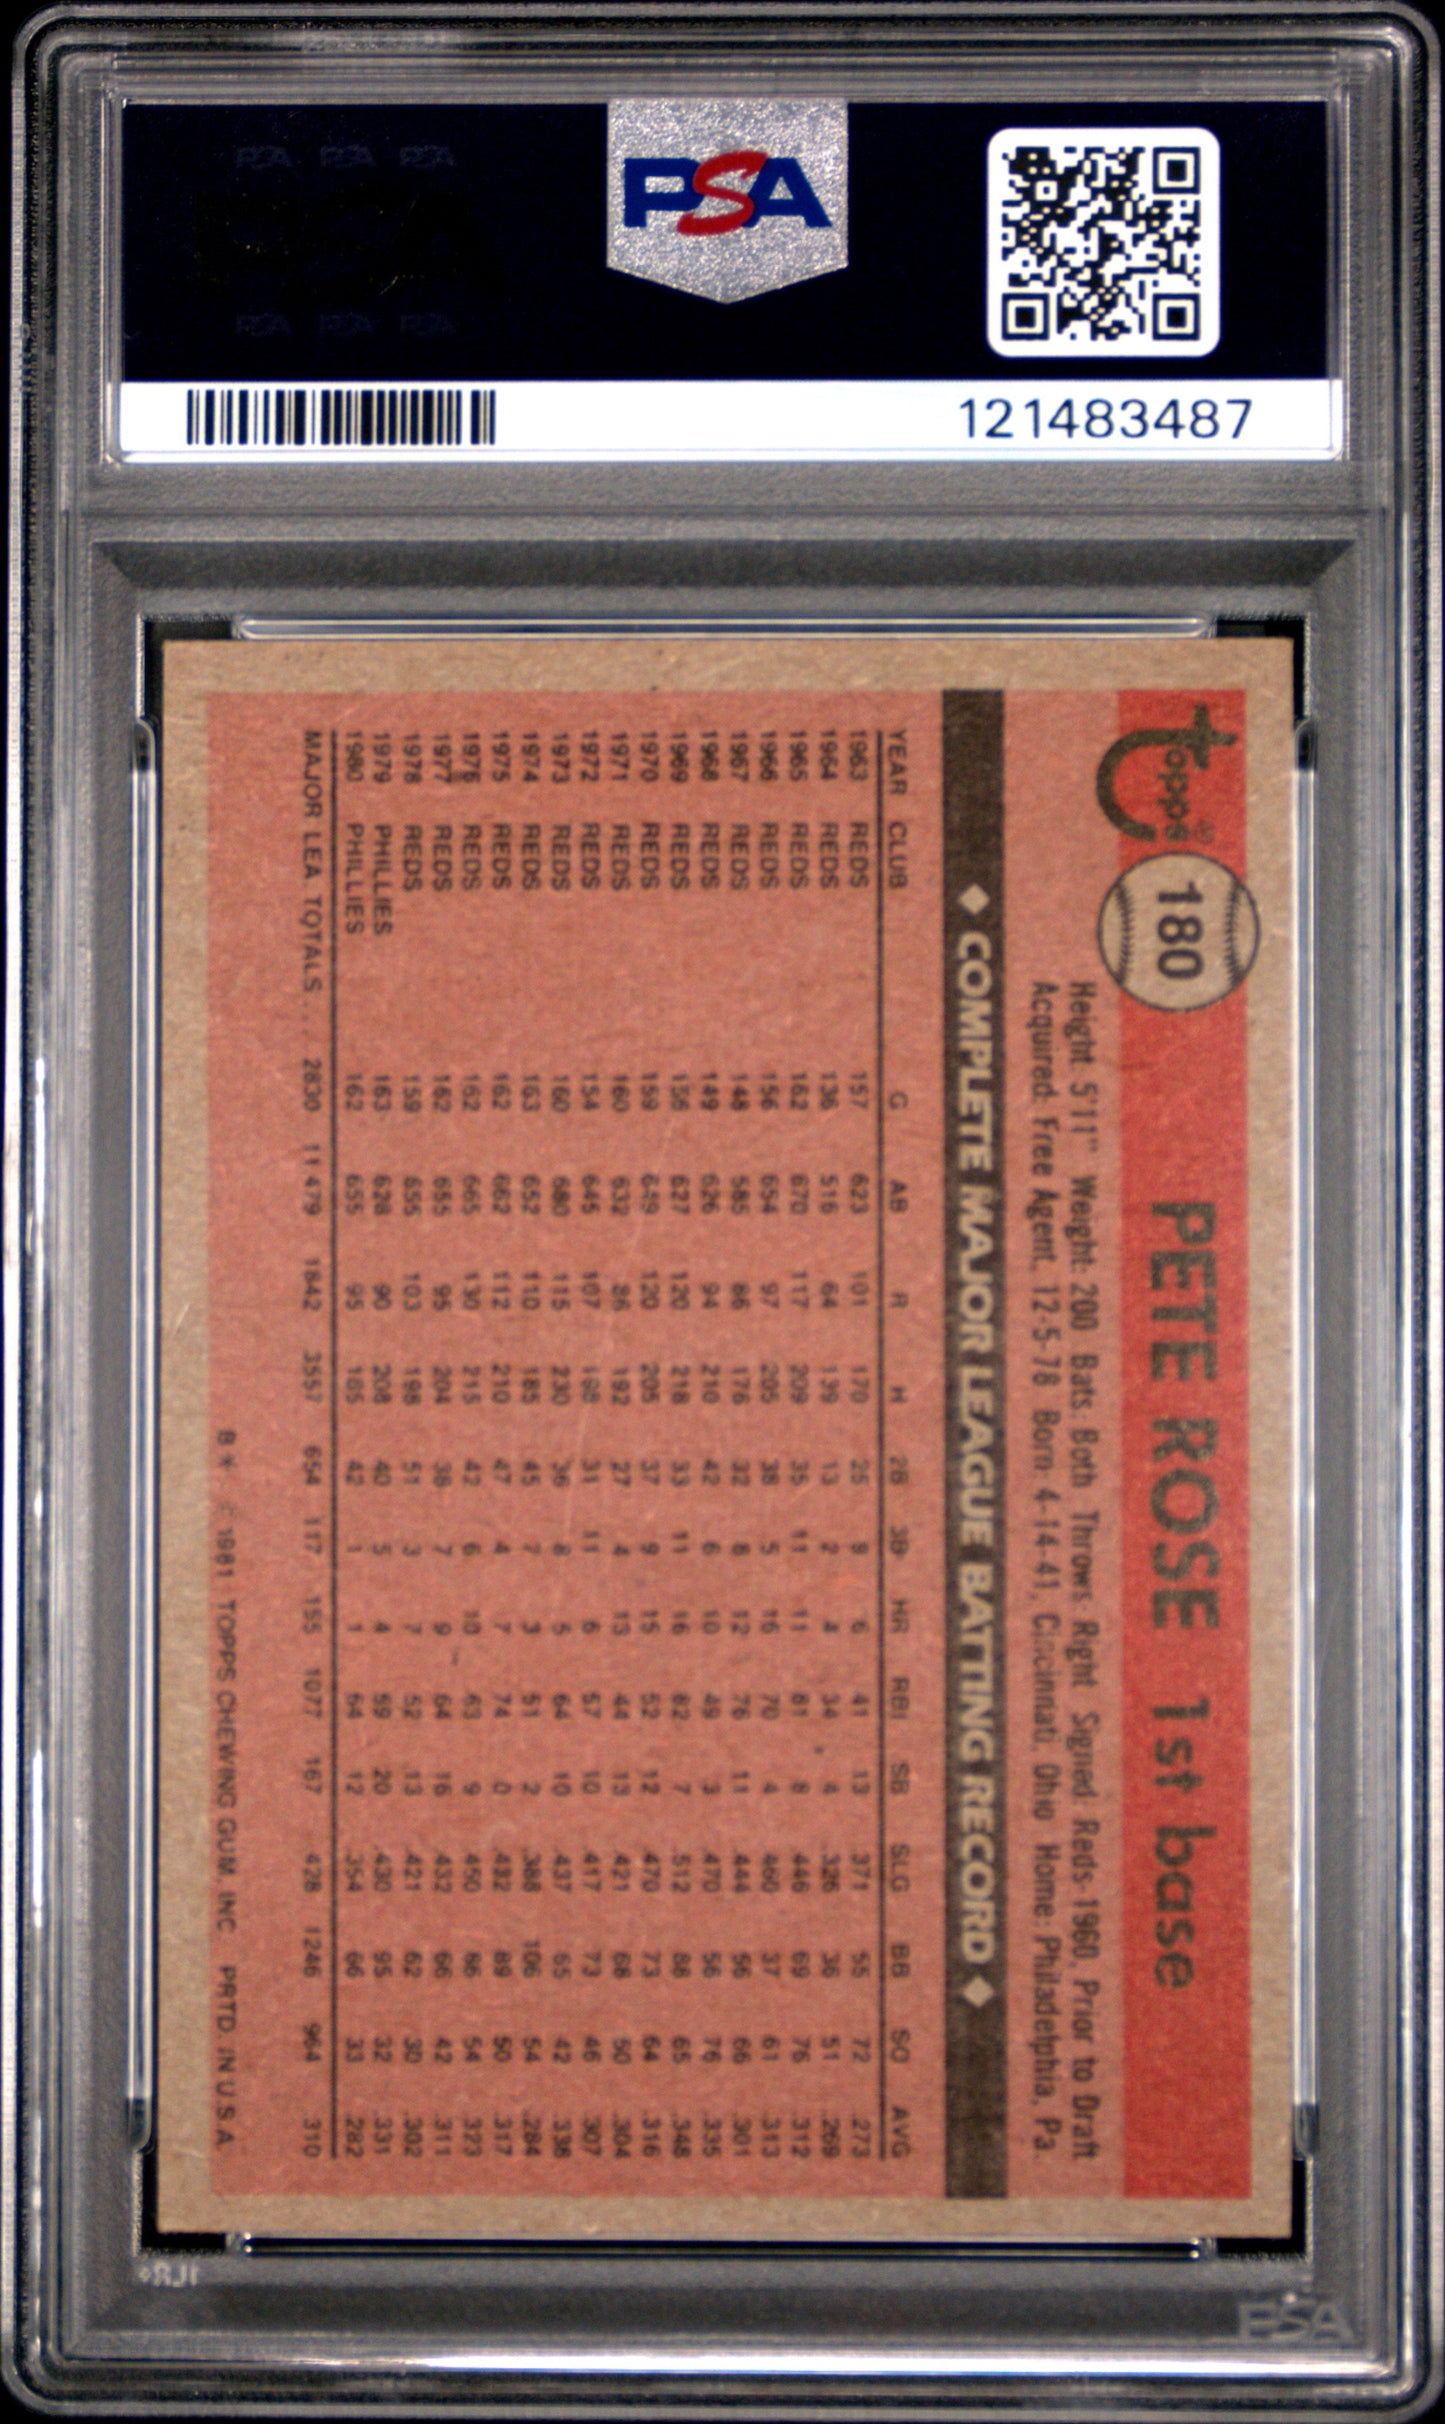 PSA PSA PSA
PSA
PSA PSA PSA
121483487
topps® 180 PETE ROSE 1st base
Height: 5'11" Weight: 200 Bats: Both Throws: Right Signed: Reds-1960, Prior to Draft
Acquired: Free Agent, 12-5-78 Born: 4-14-41, Cincinnati, Ohio Home: Philadelphia, Pa.
◆ COMPLETE MAJOR LEAGUE BATTING RECORD ◆
YEAR CLUB G AB R H 2B 3B HR RBI SB SLG BB SO AVG
1963 REDS 157 623 101 170 25 9 6 41 13 .371 55 72 .273
1964 REDS 136 516 64 139 13 2 4 34 4 .326 36 51 .269
1965 REDS 162 670 117 209 35 11 11 81 8 .446 69 76 .312
1966 REDS 156 654 97 205 38 5 16 70 4 .460 37 61 .313
1967 REDS 148 585 86 176 32 8 12 76 11 .444 56 66 .301
1968 REDS 149 626 94 210 42 6 10 49 3 .470 56 76 .335
1969 REDS 156 627 120 218 33 11 16 82 7 .512 88 65 .348
1970 REDS 159 649 120 205 37 9 15 52 12 .470 73 64 .316
1971 REDS 160 632 86 192 27 4 13 44 13 .421 68 50 .304
1972 REDS 154 645 107 198 31 11 6 57 10 .417 73 46 .307
1973 REDS 160 680 115 230 36 8 5 64 10 .437 65 42 .338
1974 REDS 163 652 110 185 45 7 3 51 2 .388 106 54 .284
1975 REDS 162 662 112 210 47 4 7 74 0 .432 89 50 .317
1976 REDS 162 665 130 215 42 6 10 63 9 .450 86 54 .323
1977 REDS 162 655 95 204 38 7 9 64 16 .432 66 42 .311
1978 REDS 159 655 103 198 51 3 7 52 13 .421 62 30 .302
1979 PHILLIES 163 628 90 208 40 5 4 59 20 .430 95 32 .331
1980 PHILLIES 162 655 95 185 42 1 1 64 12 .354 66 33 .282
MAJOR LEA. TOTALS... 2830 11479 1842 3557 654 117 155 1077 167 .428 1246 964 .310
B* © 1981 TOPPS CHEWING GUM, INC. PRTD. IN U.S.A.
PSA